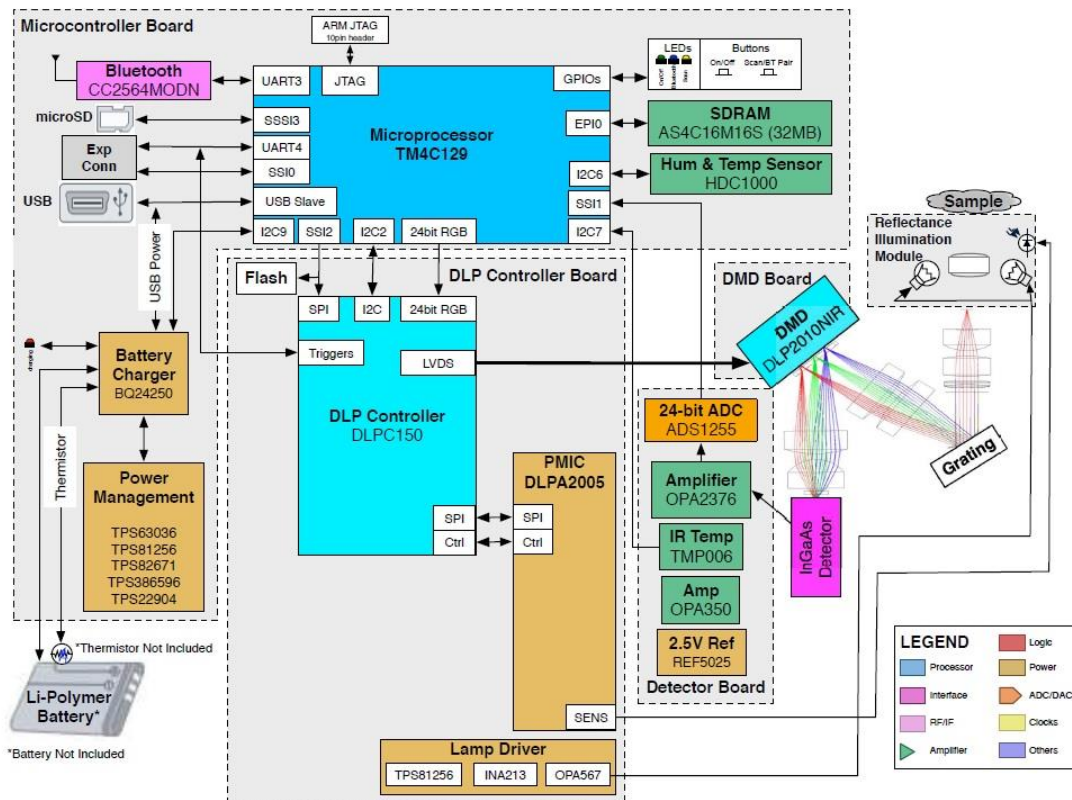 Microcontroller Board
ARM JTAG
10pin header
LEDs
On/Off
Bluetooth
Scan
Buttons
On/Off
Scan/BT Pair
Bluetooth
CC2564MODN
UART3
JTAG
GPIOs
microSD
SSSI3
Microprocessor
TM4C129
EPI0
SDRAM
AS4C16M16S (32MB)
Exp
Conn
UART4
SSI0
I2C6
Hum & Temp Sensor
HDC1000
USB
USB Slave
SSI1
I2C9
SSI2
I2C2
24bit RGB
I2C7
Sample
Reflectance
Illumination
Module
USB Power
Flash
DLP Controller Board
DMD Board
SPI
I2C
24bit RGB
DMD
DLP2010NIR
Triggers
LVDS
charging
Battery
Charger
BQ24250
DLP Controller
DLPC150
24-bit ADC
ADS1255
Grating
Thermistor
Power
Management
TPS63036
TPS81256
TPS82671
TPS386596
TPS22904
PMIC
DLPA2005
Amplifier
OPA2376
SPI
Ctrl
SPI
Ctrl
IR Temp
TMP006
InGaAs
Detector
Amp
OPA350
2.5V Ref
REF5025
Detector Board
*Thermistor Not Included
Li-Polymer
Battery*
*Battery Not Included
SENS
Lamp Driver
TPS81256
INA213
OPA567
LEGEND
Processor
Interface
RF/IF
Amplifier
Logic
Power
ADC/DAC
Clocks
Others